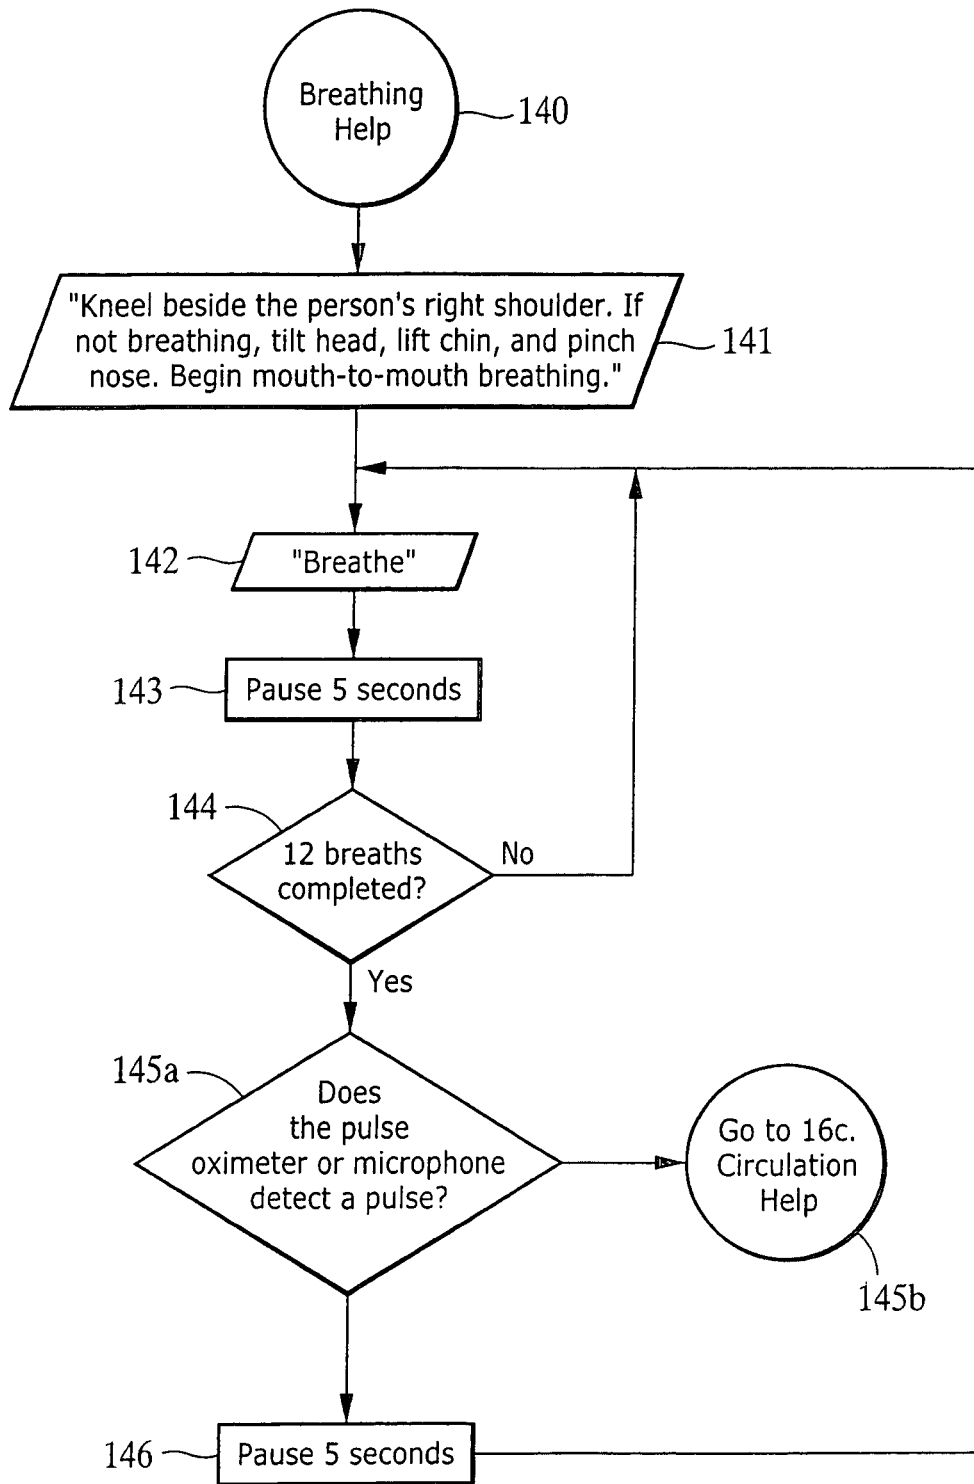 Breathing
Help
140
"Kneel beside the person's right shoulder. If
not breathing, tilt head, lift chin, and pinch
nose. Begin mouth-to-mouth breathing."
141
142
"Breathe"
143
Pause 5 seconds
144
12 breaths
completed?
No
Yes
145a
Does
the pulse
oximeter or microphone
detect a pulse?
Go to 16c.
Circulation
Help
145b
146
Pause 5 seconds